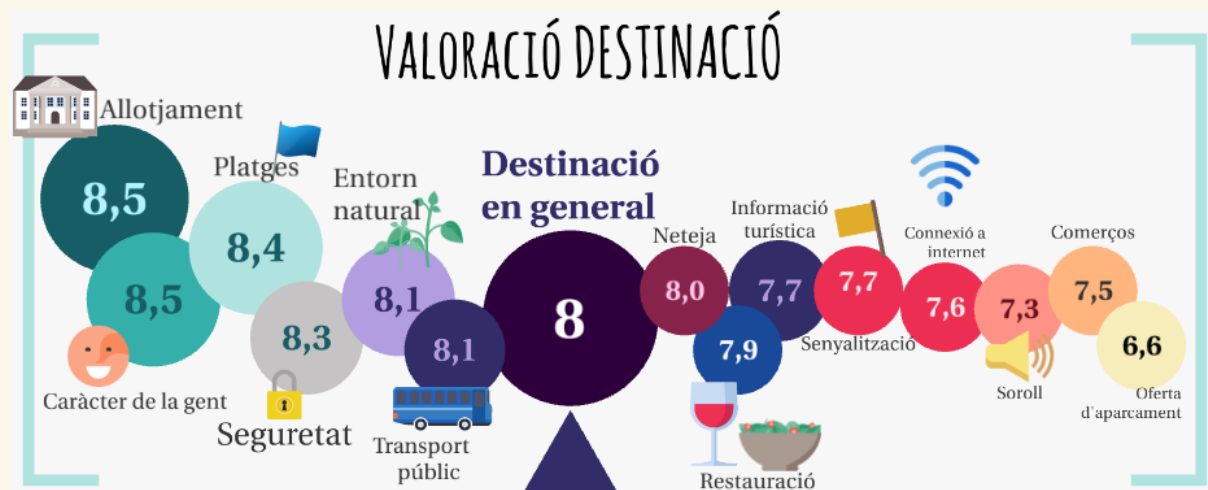 VALORACIÓ DESTINACIÓ
Allotjament
8,5
8,5
Caràcter de la gent
Platges
8,4
8,3
Seguretat
Entorn
natural
8,1
8,1
Transport
públic
Destinació
en general
8
Neteja
8,0
7,9
Restauració
Informació
turística
7,7
7,7
Senyalització
Connexió a
internet
7,6
7,3
Soroll
Comerços
7,5
6,6
Oferta
d'aparcament